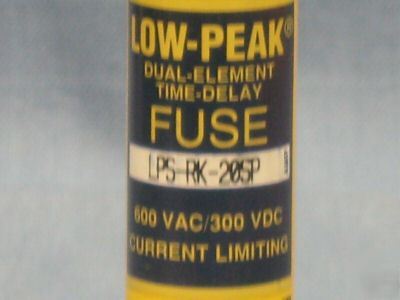 LOW-PEAK®
DUAL-ELEMENT
TIME-DELAY
FUSE
LPS-RK-20SP
600 VAC/300 VDC
CURRENT LIMITING